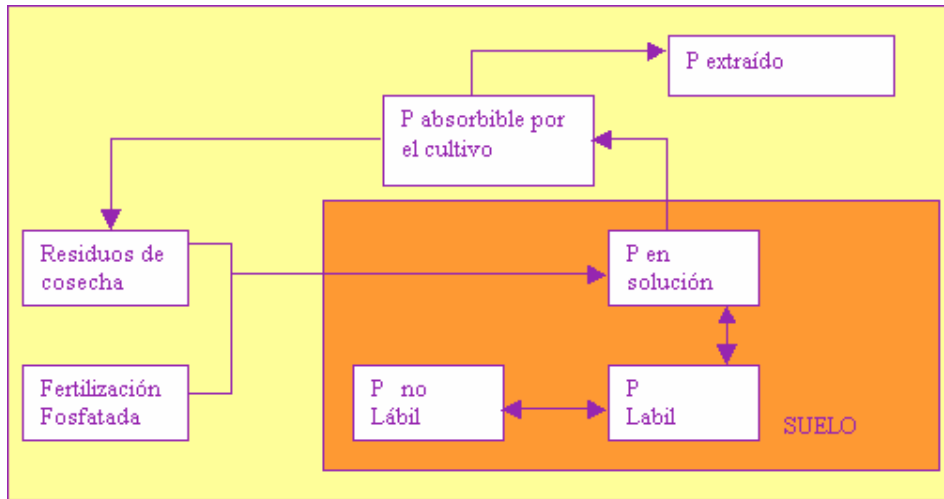 P extraído
P absorbible por
el cultivo
Residuos de
cosecha
P en
solución
Fertilización
Fosfatada
P no
Lábil
P
Labil
SUELO